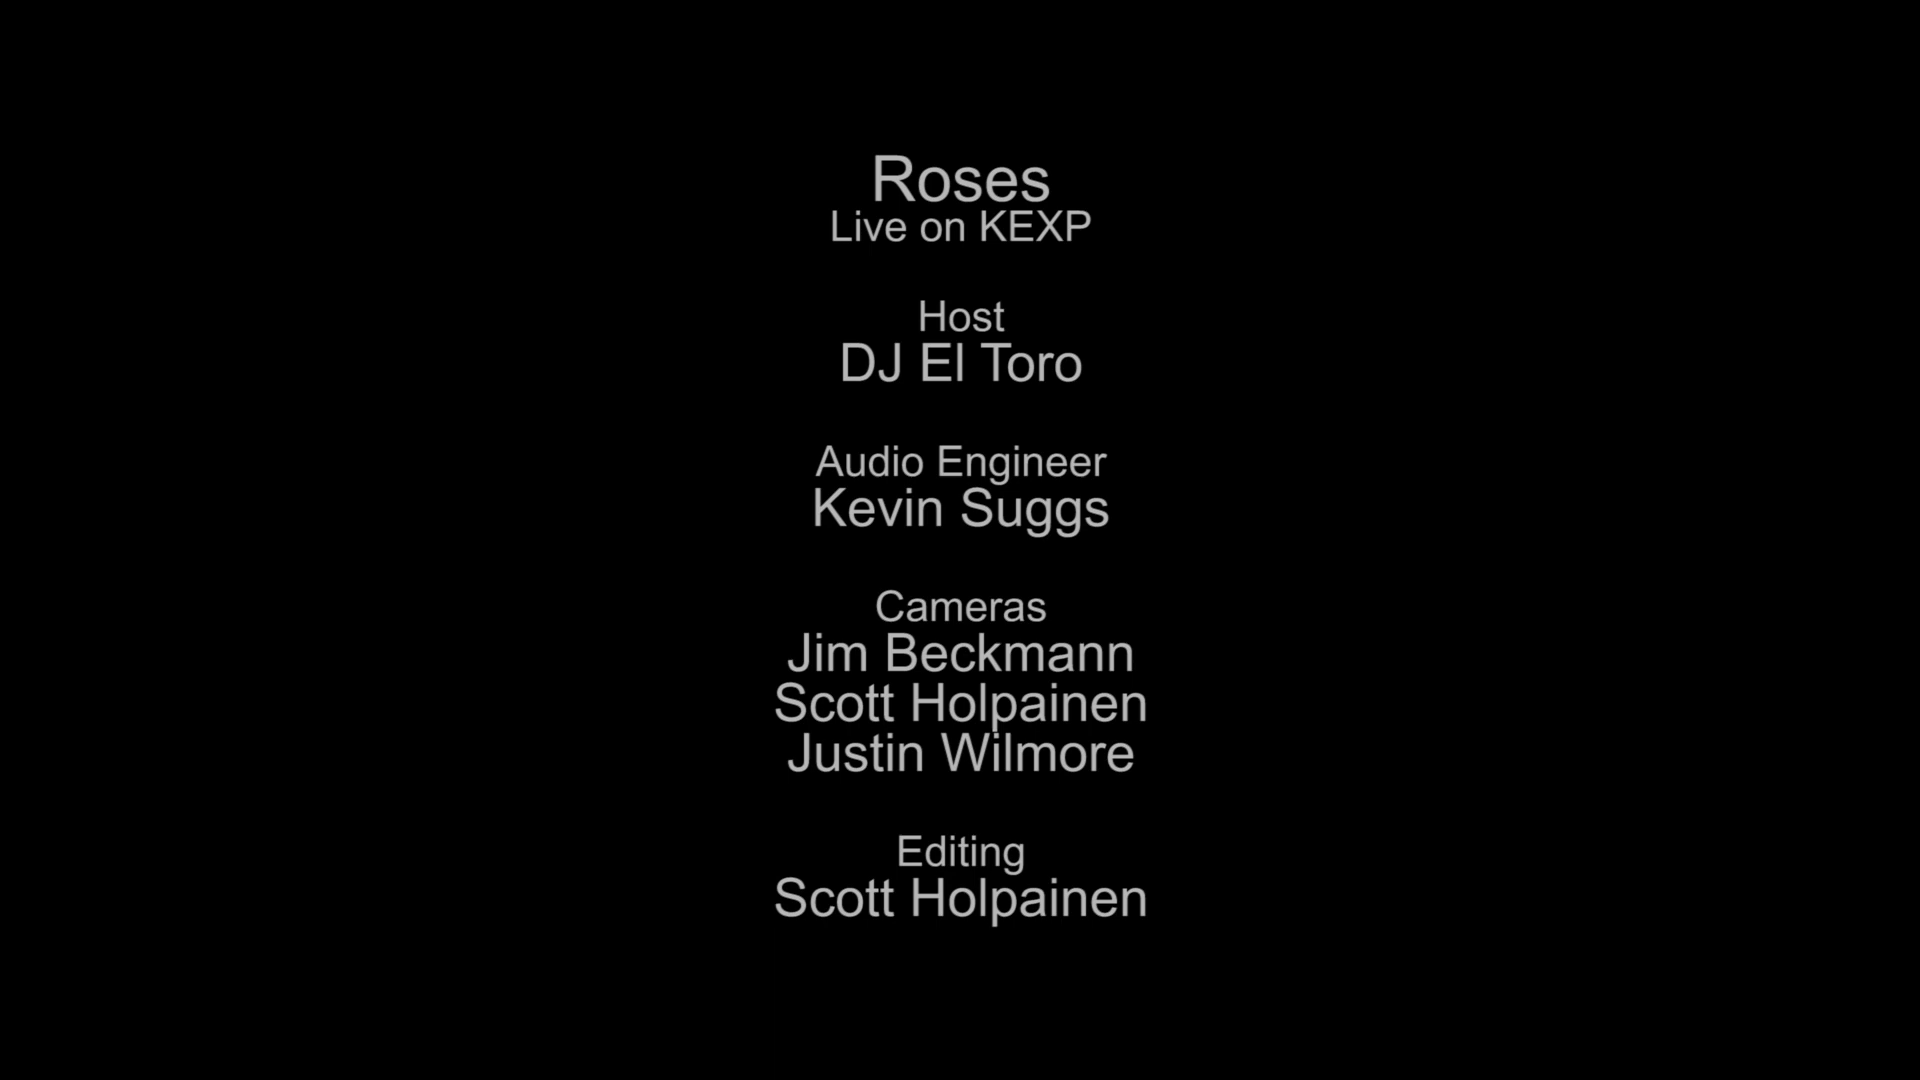 Roses
Live on KEXP
Host
DJ El Toro
Audio Engineer
Kevin Suggs
Cameras
Jim Beckmann
Scott Holpainen
Justin Wilmore
Editing
Scott Holpainen